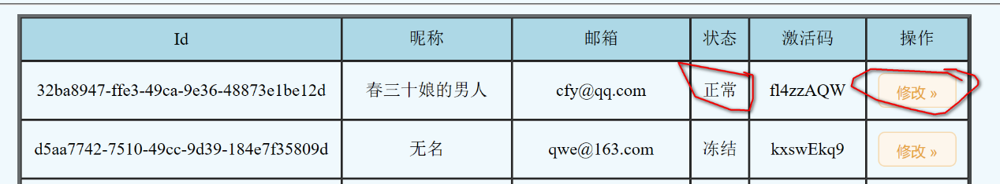 Id 昵称 邮箱 状态 激活码 操作
32ba8947-ffe3-49ca-9e36-48873e1be12d 春三十娘的男人 cfy@qq.com 正常 fl4zzAQW 修改 »
d5aa7742-7510-49cc-9d39-184e7f35809d 无名 qwe@163.com 冻结 kxswEkq9 修改 »